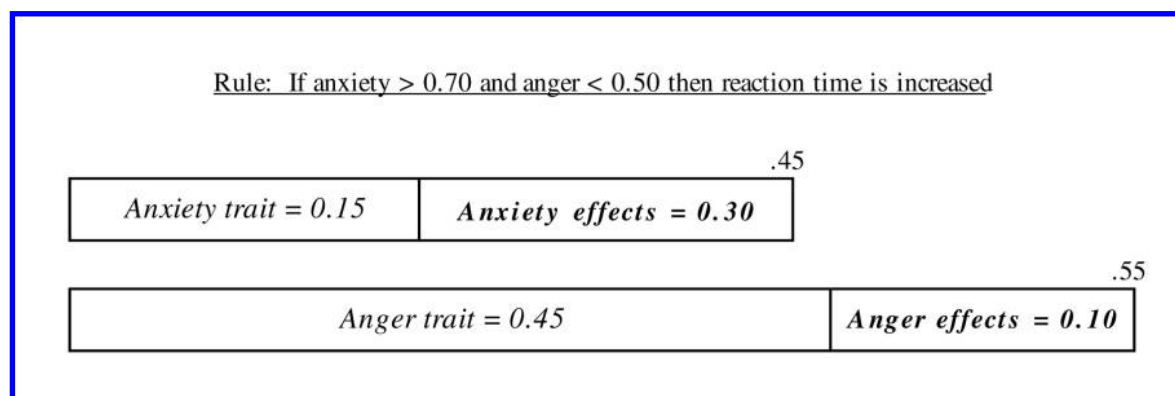 Rule: If anxiety > 0.70 and anger < 0.50 then reaction time is increased
.45
Anxiety trait = 0.15 Anxiety effects = 0.30
.55
Anger trait = 0.45 Anger effects = 0.10